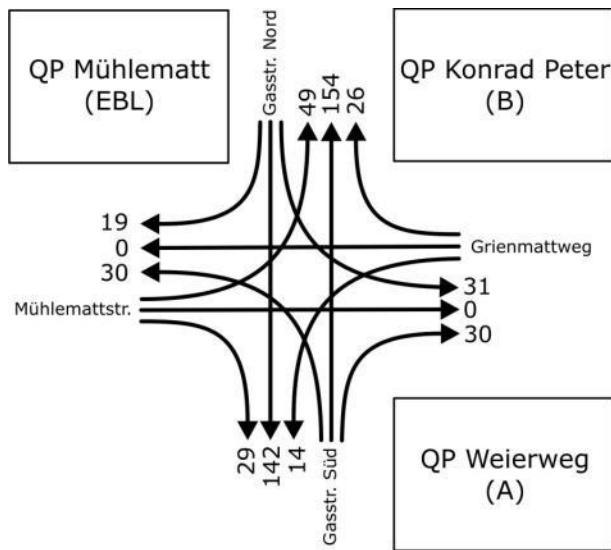 QP Mühlematt
(EBL)
Gasstr. Nord
49
154
26
QP Konrad Peter
(B)
19
0
30
Mühlemattstr.
Grienmattweg
31
0
30
29
142
14
Gasstr. Süd
QP Weierweg
(A)